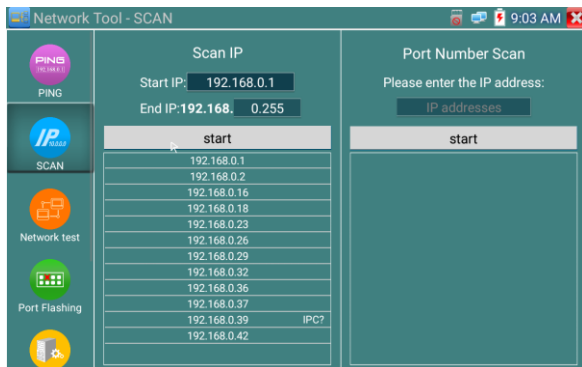 Network Tool - SCAN
9:03 AM
PING
PING
SCAN
Network test
Port Flashing
Scan IP
Start IP: 192.168.0.1
End IP:192.168. 0.255
start
192.168.0.1
192.168.0.2
192.168.0.16
192.168.0.18
192.168.0.23
192.168.0.26
192.168.0.29
192.168.0.32
192.168.0.36
192.168.0.37
192.168.0.39 IPC?
192.168.0.42
Port Number Scan
Please enter the IP address:
IP addresses
start